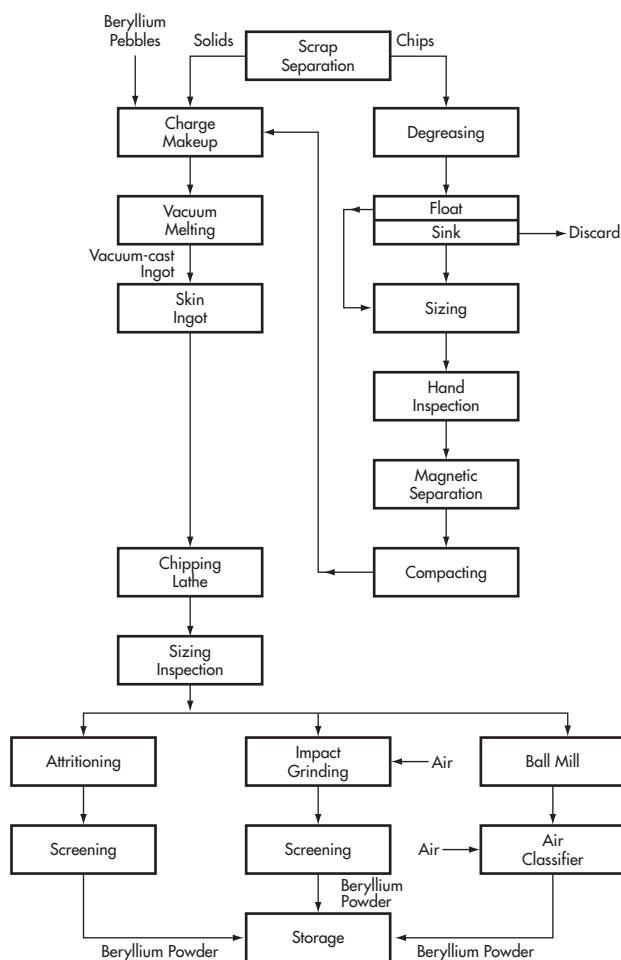 Beryllium
Pebbles
Solids
Scrap
Separation
Chips
Charge
Makeup
Degreasing
Vacuum
Melting
Float
Sink
Discard
Vacuum-cast
Ingot
Skin
Ingot
Sizing
Hand
Inspection
Magnetic
Separation
Chipping
Lathe
Compacting
Sizing
Inspection
Attritioning
Impact
Grinding
Air
Ball Mill
Screening
Screening
Air
Air
Classifier
Beryllium
Powder
Beryllium Powder
Storage
Beryllium Powder